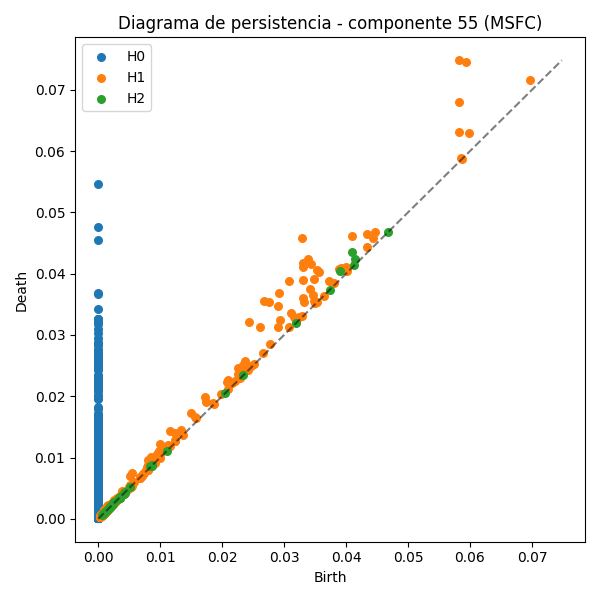 Diagrama de persistencia - componente 55 (MSFC)
H0
H1
H2
Death
0.07
0.06
0.05
0.04
0.03
0.02
0.01
0.00
0.00 0.01 0.02 0.03 0.04 0.05 0.06 0.07
Birth